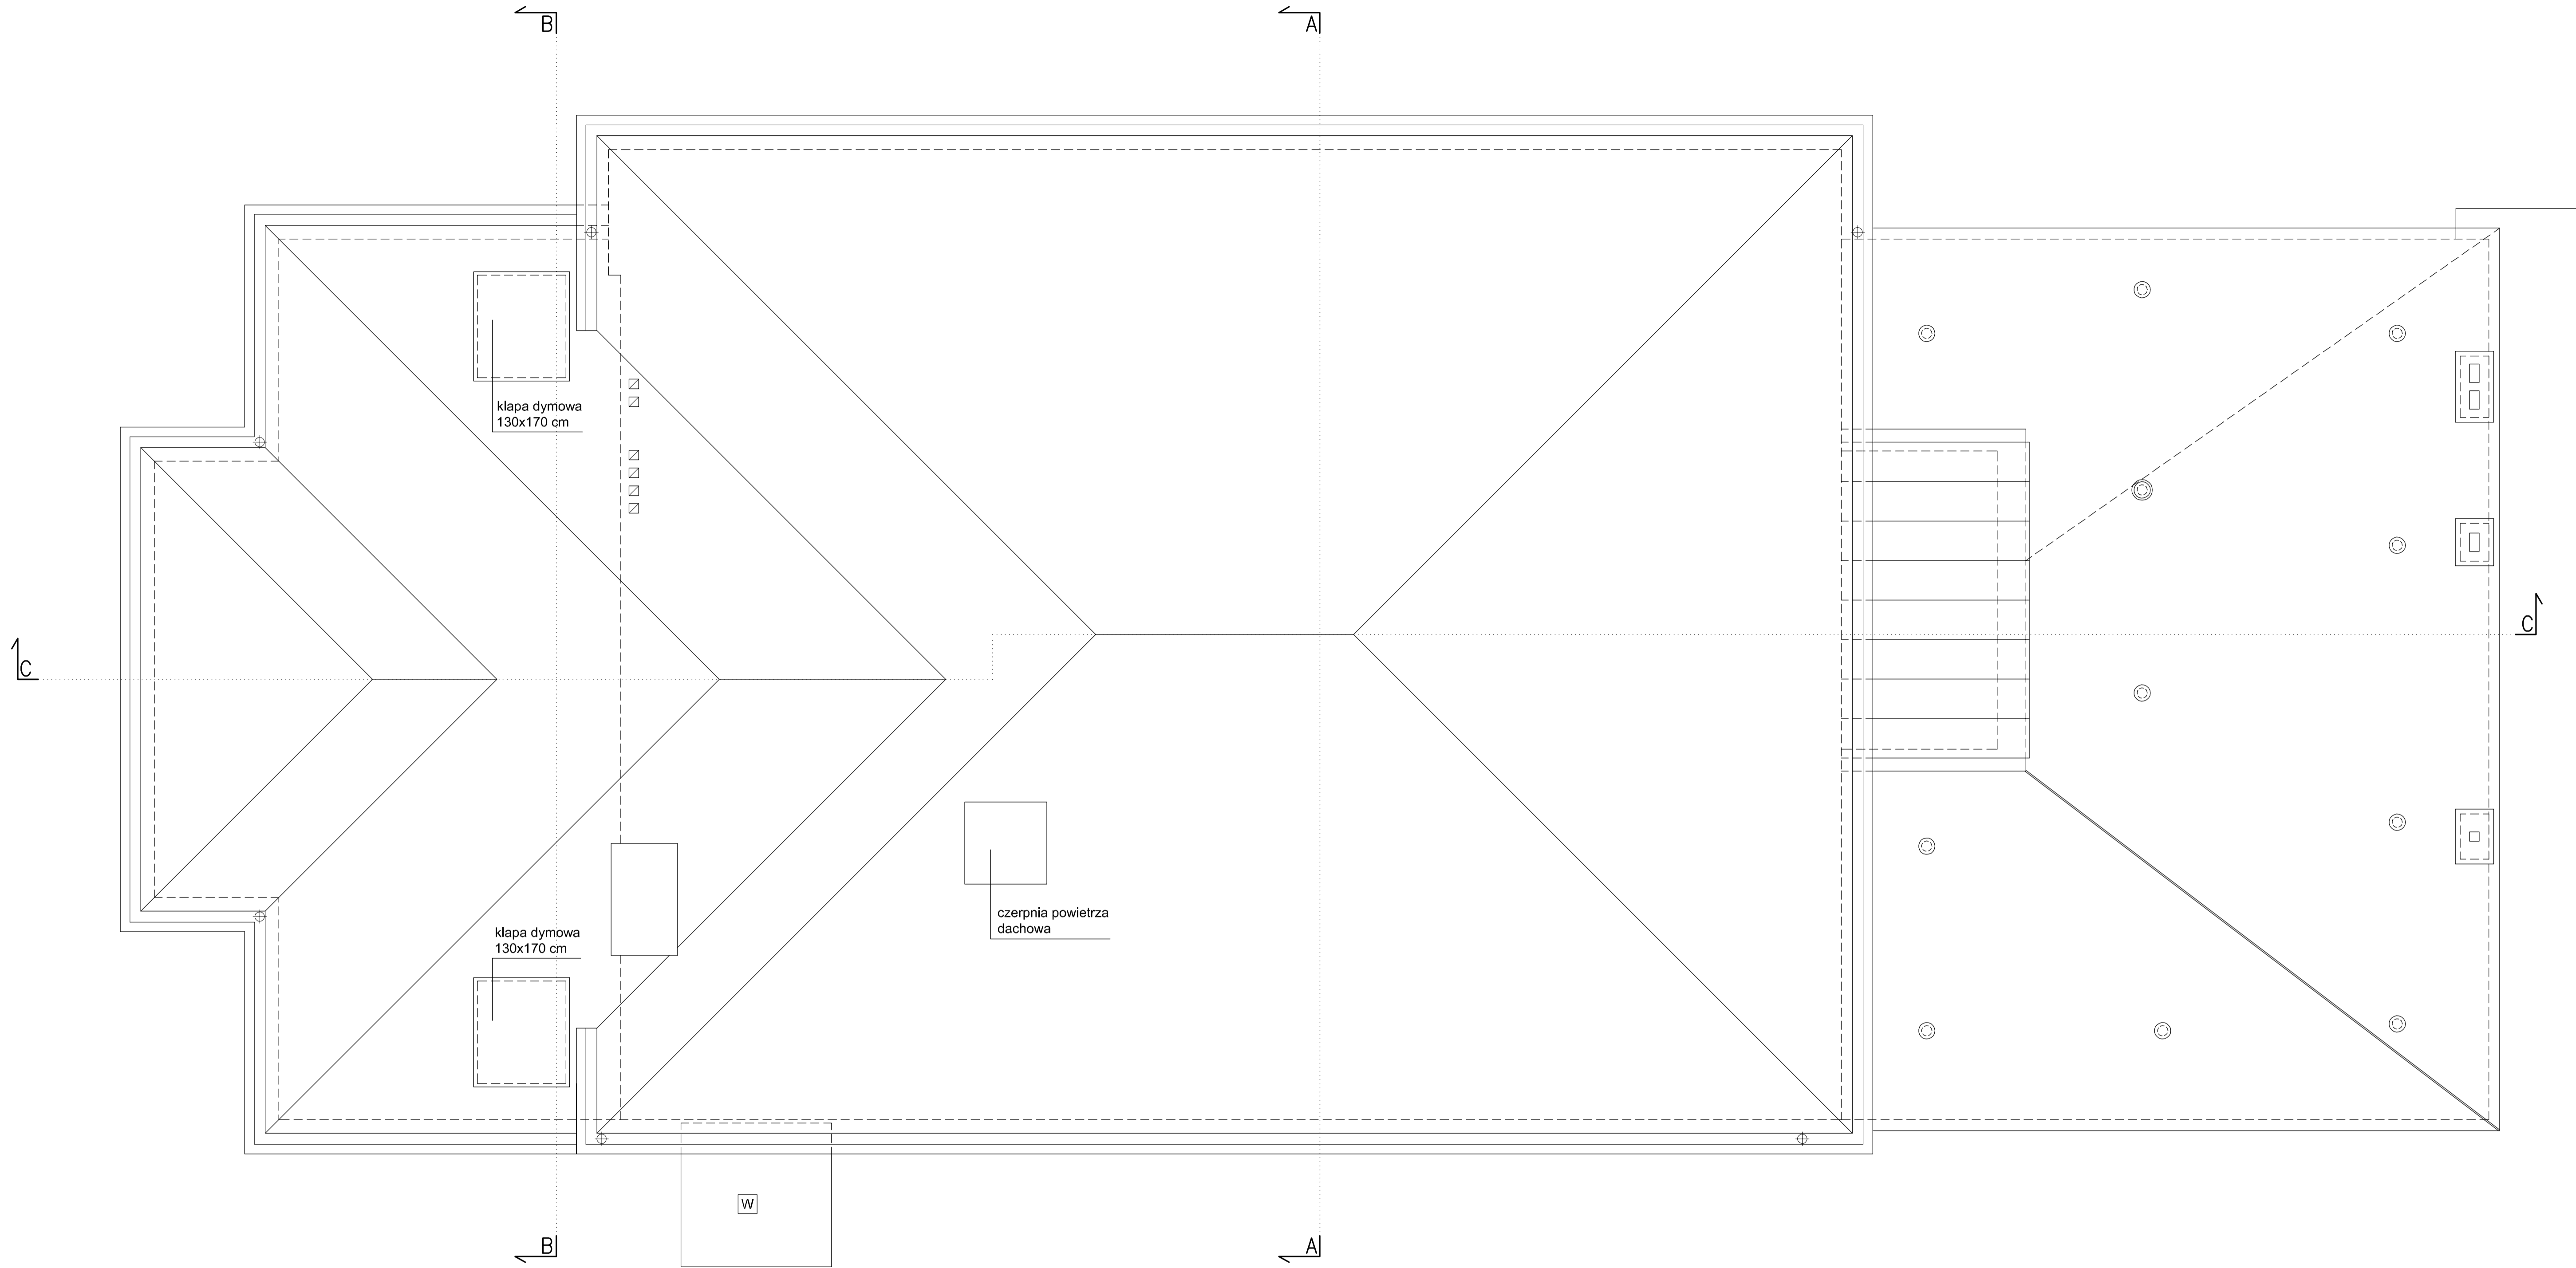 B
A
klapa dymowa
130x170 cm
C
C
czerpnia powietrza
dachowa
klapa dymowa
130x170 cm
W
B
A